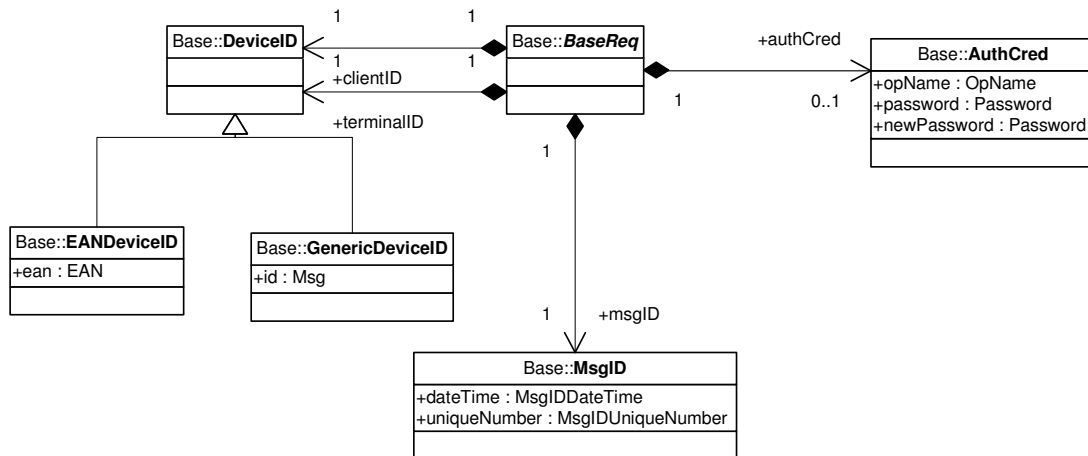 1
1
Base::DeviceID
Base::BaseReq
+authCred
Base::AuthCred
1
1
+clientID
+opName : OpName
+password : Password
+newPassword : Password
1
0..1
+terminalID
1
Base::EANDeviceID
+ean : EAN
Base::GenericDeviceID
+id : Msg
1
+msgID
Base::MsgID
+dateTime : MsgIDDateTime
+uniqueNumber : MsgIDUniqueNumber